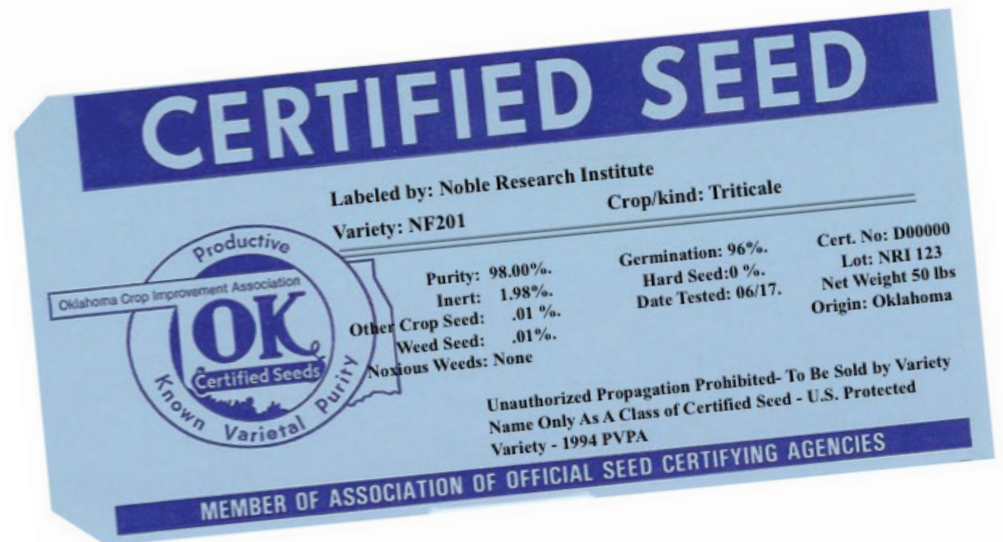 CERTIFIED SEED
Labeled by: Noble Research Institute
Variety: NF201
Crop/kind: Triticale
Productive
Oklahoma Crop Improvement Association
OK
Certified Seeds
Known Varietal Purity
Purity: 98.00%.
Inert: 1.98%.
Other Crop Seed: .01 %.
Weed Seed: .01%.
Noxious Weeds: None
Germination: 96%.
Hard Seed:0 %.
Date Tested: 06/17.
Cert. No: D00000
Lot: NRI 123
Net Weight 50 lbs
Origin: Oklahoma
Unauthorized Propagation Prohibited- To Be Sold by Variety
Name Only As A Class of Certified Seed - U.S. Protected
Variety - 1994 PVPA
MEMBER OF ASSOCIATION OF OFFICIAL SEED CERTIFYING AGENCIES